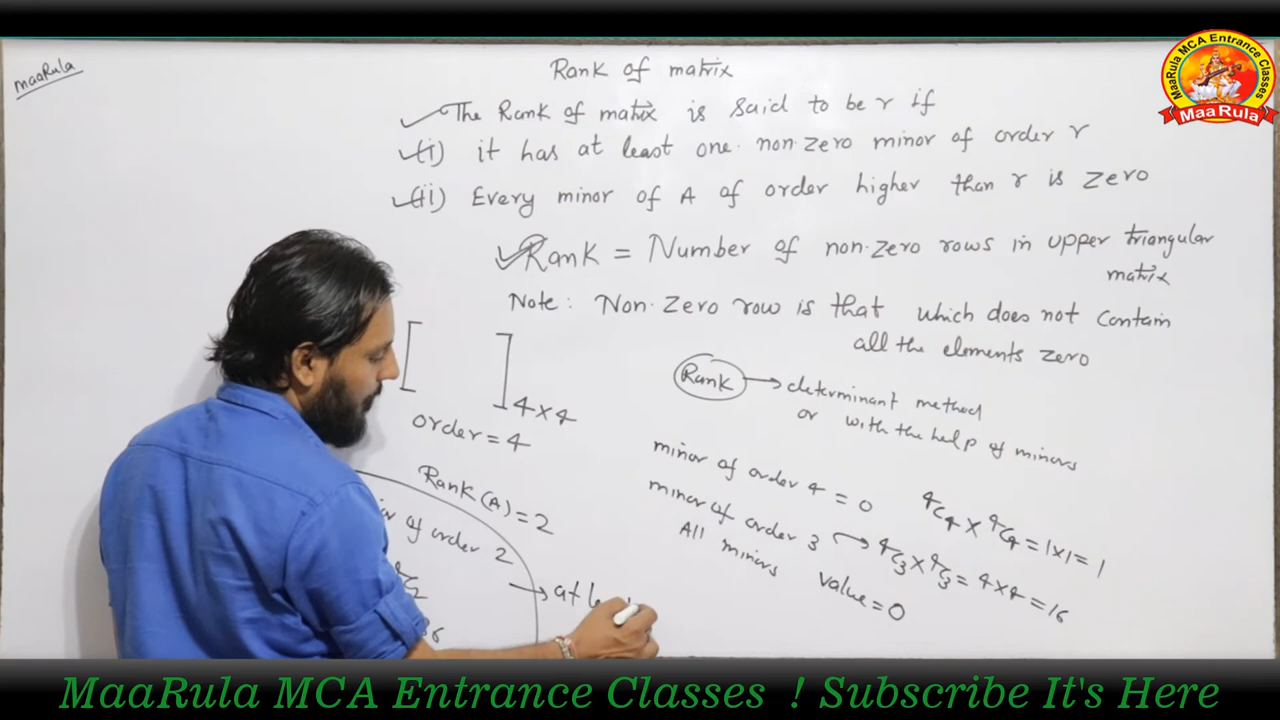 maaRula
Rank of matrix
The Rank of matrix is said to be r if
(i) it has at least one non-zero minor of order r
(ii) Every minor of A of order higher than r is zero
Rank = Number of non-zero rows in upper triangular
matrix
Note: Non-Zero row is that which does not contain
all the elements zero
[ ] 4×4
order = 4
Rank (A) = 2
of order 2
→ at
Rank → determinant method
or with the help of minors
minor of order 4 = 0
⁴C₄ × ⁴C₄ = 1×1 = 1
minor of order 3 → ⁴C₃ × ⁴C₃ = 4×4 = 16
All minors value = 0
MaaRula MCA Entrance Classes
MaaRula
MaaRula MCA Entrance Classes ! Subscribe It's Here